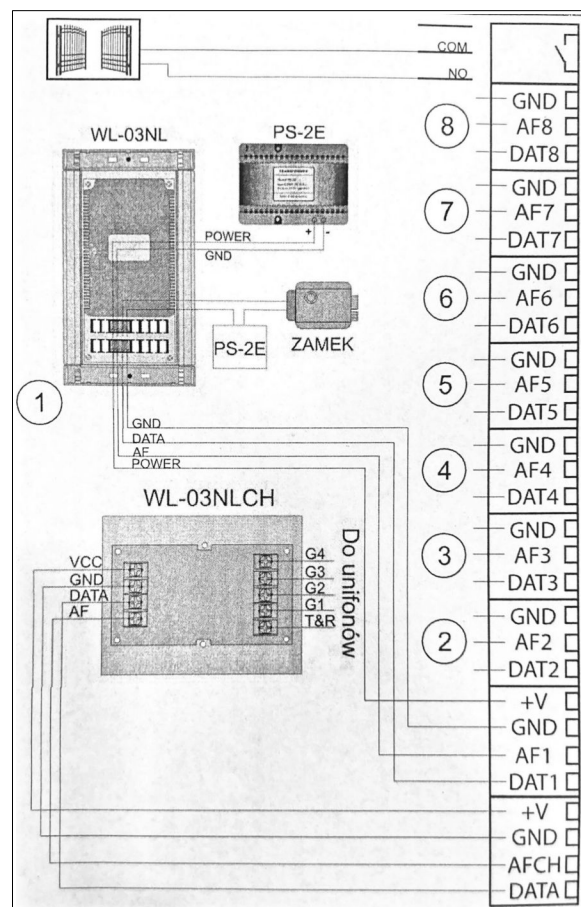 COM
NO
WL-03NL
PS-2E
TRANSFORMER
POWER
GND
+ -
PS-2E
ZAMEK
1
GND
DATA
AF
POWER
WL-03NLCH
VCC
GND
DATA
AF
G4
G3
G2
G1
T&R
Do unifonów
8
GND
AF8
DAT8
7
GND
AF7
DAT7
6
GND
AF6
DAT6
5
GND
AF5
DAT5
4
GND
AF4
DAT4
3
GND
AF3
DAT3
2
GND
AF2
DAT2
+V
GND
AF1
DAT1
+V
GND
AFCH
DATA